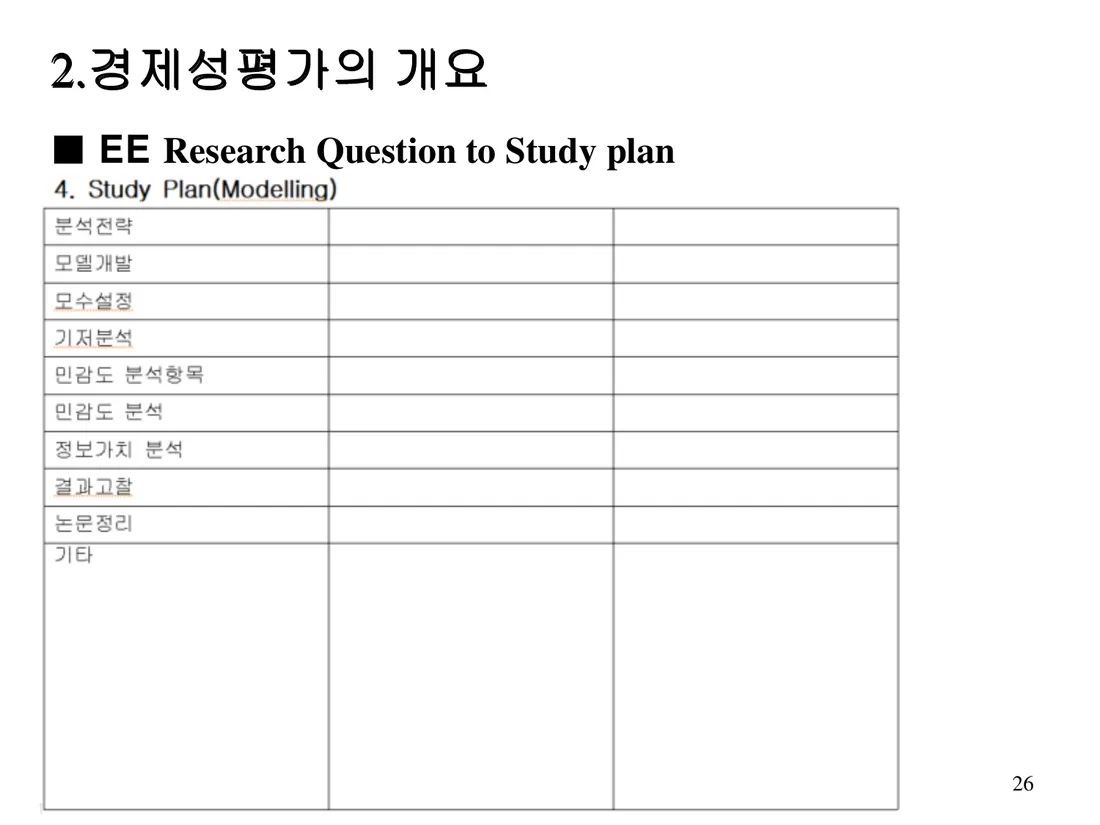 2.경제성평가의 개요
■ EE Research Question to Study plan
4. Study Plan(Modelling)
분석전략
모델개발
모수설정
기저분석
민감도 분석항목
민감도 분석
정보가치 분석
결과고찰
논문정리
기타
26